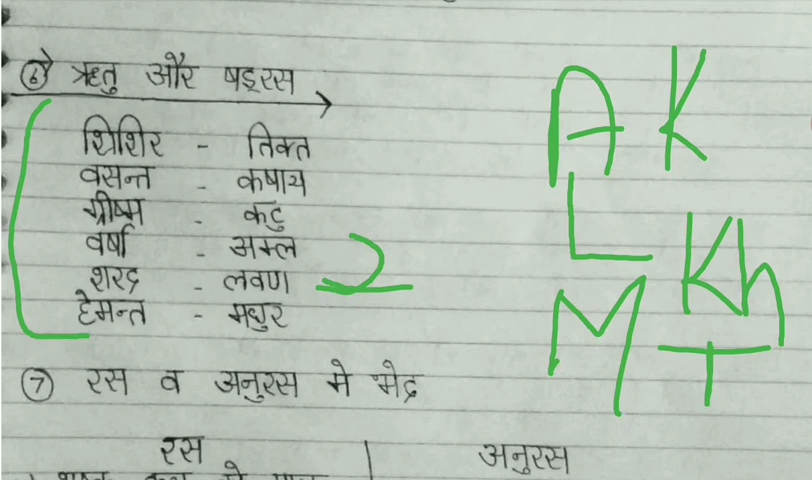 ⑥ ऋतु और षड्रस
शिशिर - तिक्त
वसन्त - कषाय
ग्रीष्म - कटु
वर्षा - अम्ल
शरद - लवण
हेमन्त - मधुर
2
A K
L Kh
M T
⑦ रस व अनुरस मे भेद
रस | अनुरस